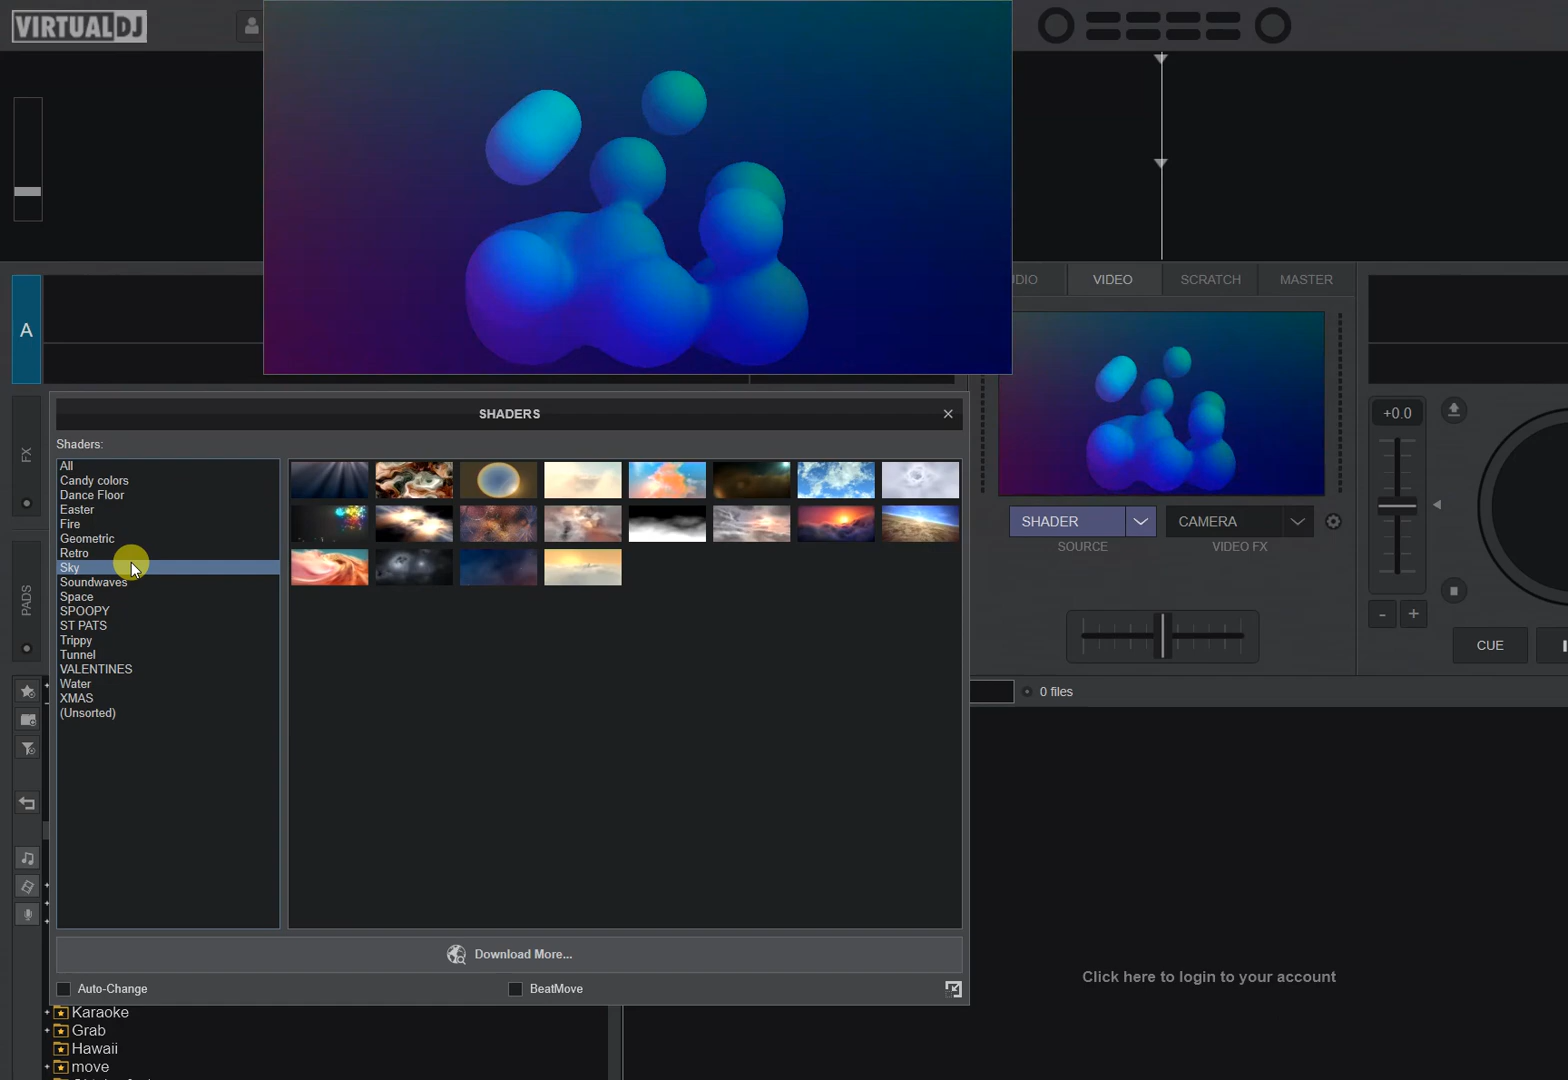 VIRTUALDJ
VIDEO
SCRATCH
MASTER
A
+0.0
FX
SHADERS
Shaders:
All
Candy colors
Dance Floor
Easter
Fire
Geometric
Retro
Sky
Soundwaves
Space
SPOOPY
ST PATS
Trippy
Tunnel
VALENTINES
Water
XMAS
(Unsorted)
SHADER
CAMERA
SOURCE
VIDEO FX
PADS
- +
CUE
0 files
Download More...
Auto-Change
BeatMove
Click here to login to your account
Karaoke
Grab
Hawaii
move